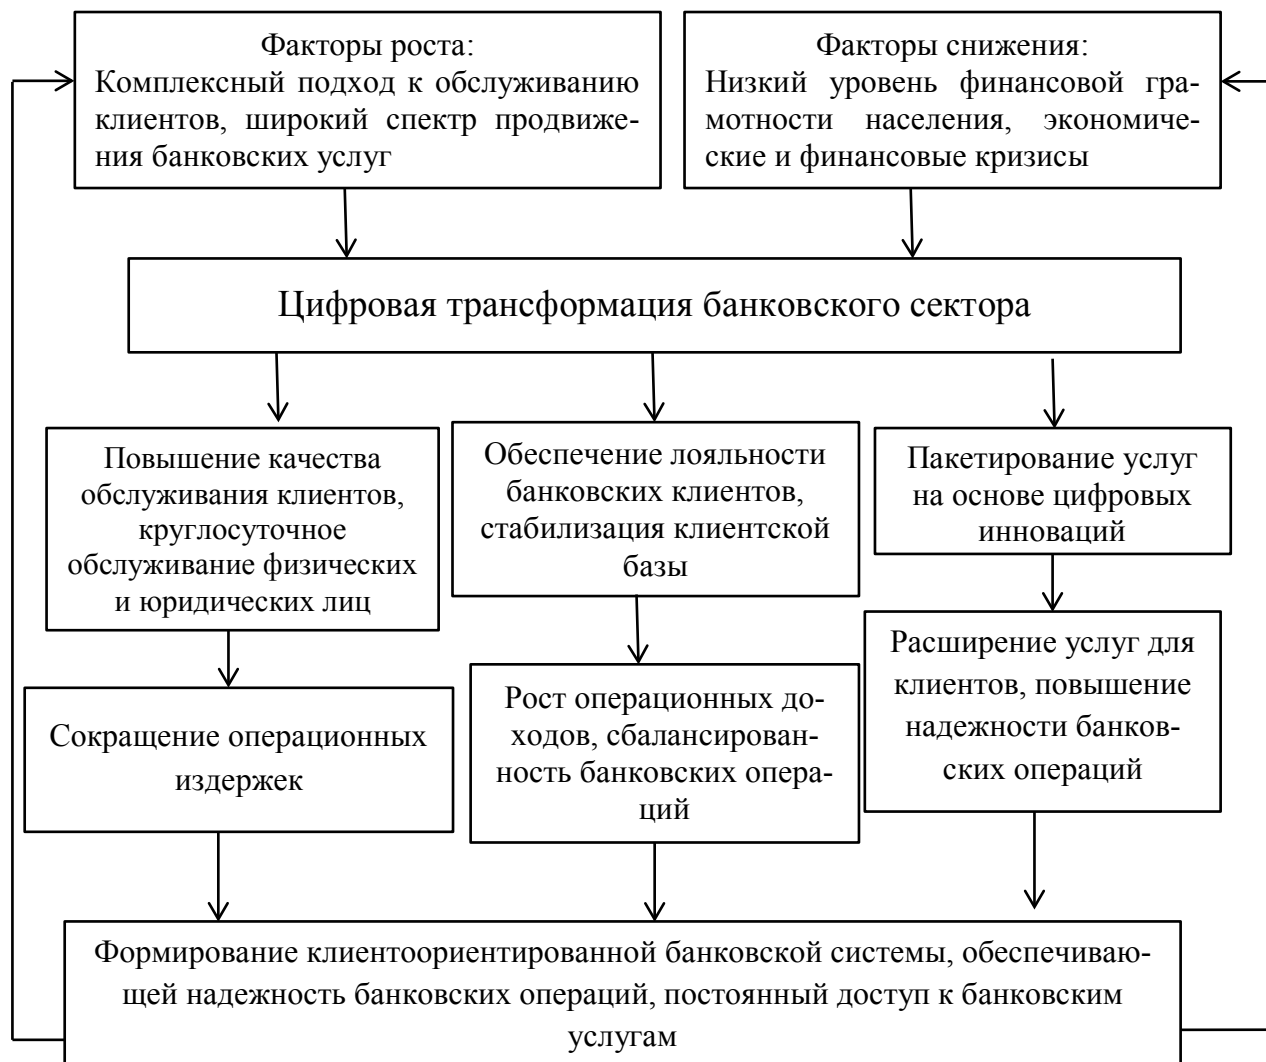 Факторы роста:
Комплексный подход к обслуживанию
клиентов, широкий спектр продвиже-
ния банковских услуг
Факторы снижения:
Низкий уровень финансовой гра-
мотности населения, экономиче-
ские и финансовые кризисы
Цифровая трансформация банковского сектора
Повышение качества
обслуживания клиентов,
круглосуточное
обслуживание физических
и юридических лиц
Обеспечение лояльности
банковских клиентов,
стабилизация клиентской
базы
Пакетирование услуг
на основе цифровых
инноваций
Сокращение операционных
издержек
Рост операционных до-
ходов, сбалансирован-
ность банковских опера-
ций
Расширение услуг для
клиентов, повышение
надежности банков-
ских операций
Формирование клиентоориентированной банковской системы, обеспечиваю-
щей надежность банковских операций, постоянный доступ к банковским
услугам